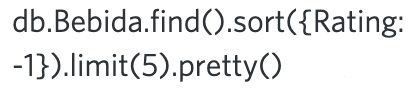 db.Bebida.find().sort({Rating:
-1}).limit(5).pretty()